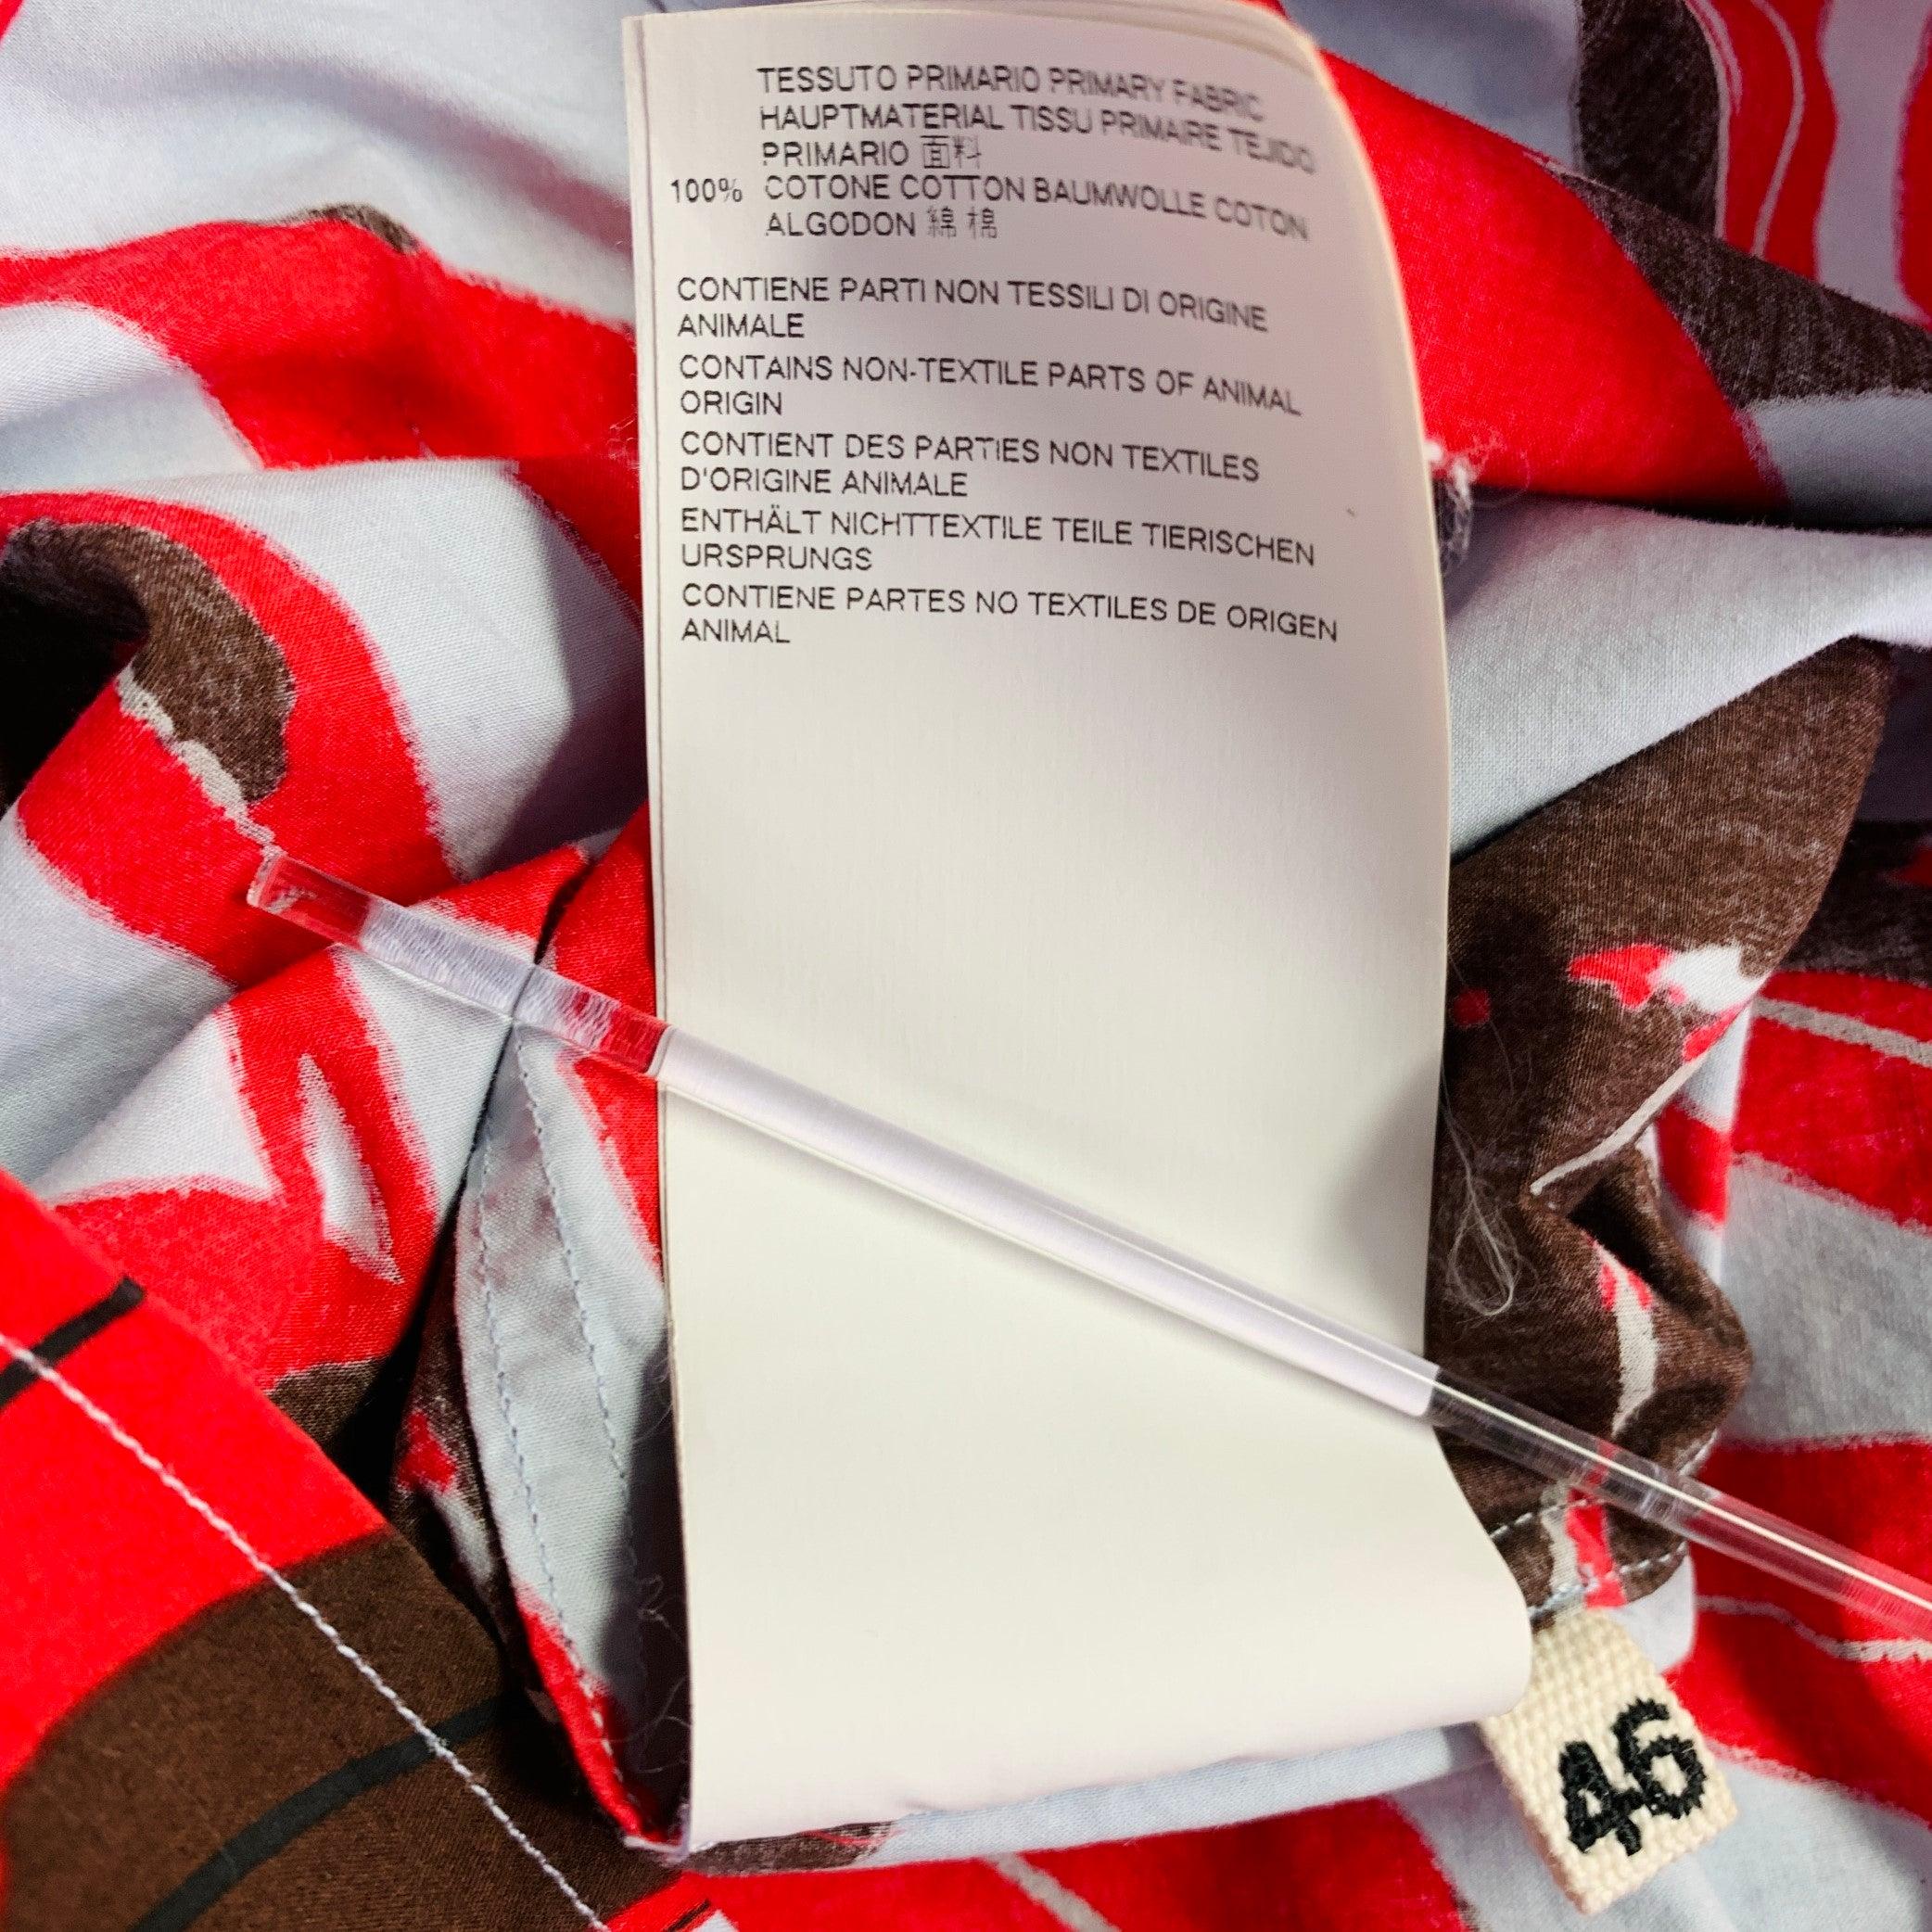 TESSUTO PRIMARIO PRIMARY FABRIC
HAUPTMATERIAL TISSU PRIMAIRE TEJIDO
PRIMARIO 面料
100% COTONE COTTON BAUMWOLLE COTON
ALGODON 綿 棉
CONTIENE PARTI NON TESSILI DI ORIGINE
ANIMALE
CONTAINS NON-TEXTILE PARTS OF ANIMAL
ORIGIN
CONTIENT DES PARTIES NON TEXTILES
D'ORIGINE ANIMALE
ENTHÄLT NICHTTEXTILE TEILE TIERISCHEN
URSPRUNGS
CONTIENE PARTES NO TEXTILES DE ORIGEN
ANIMAL
46